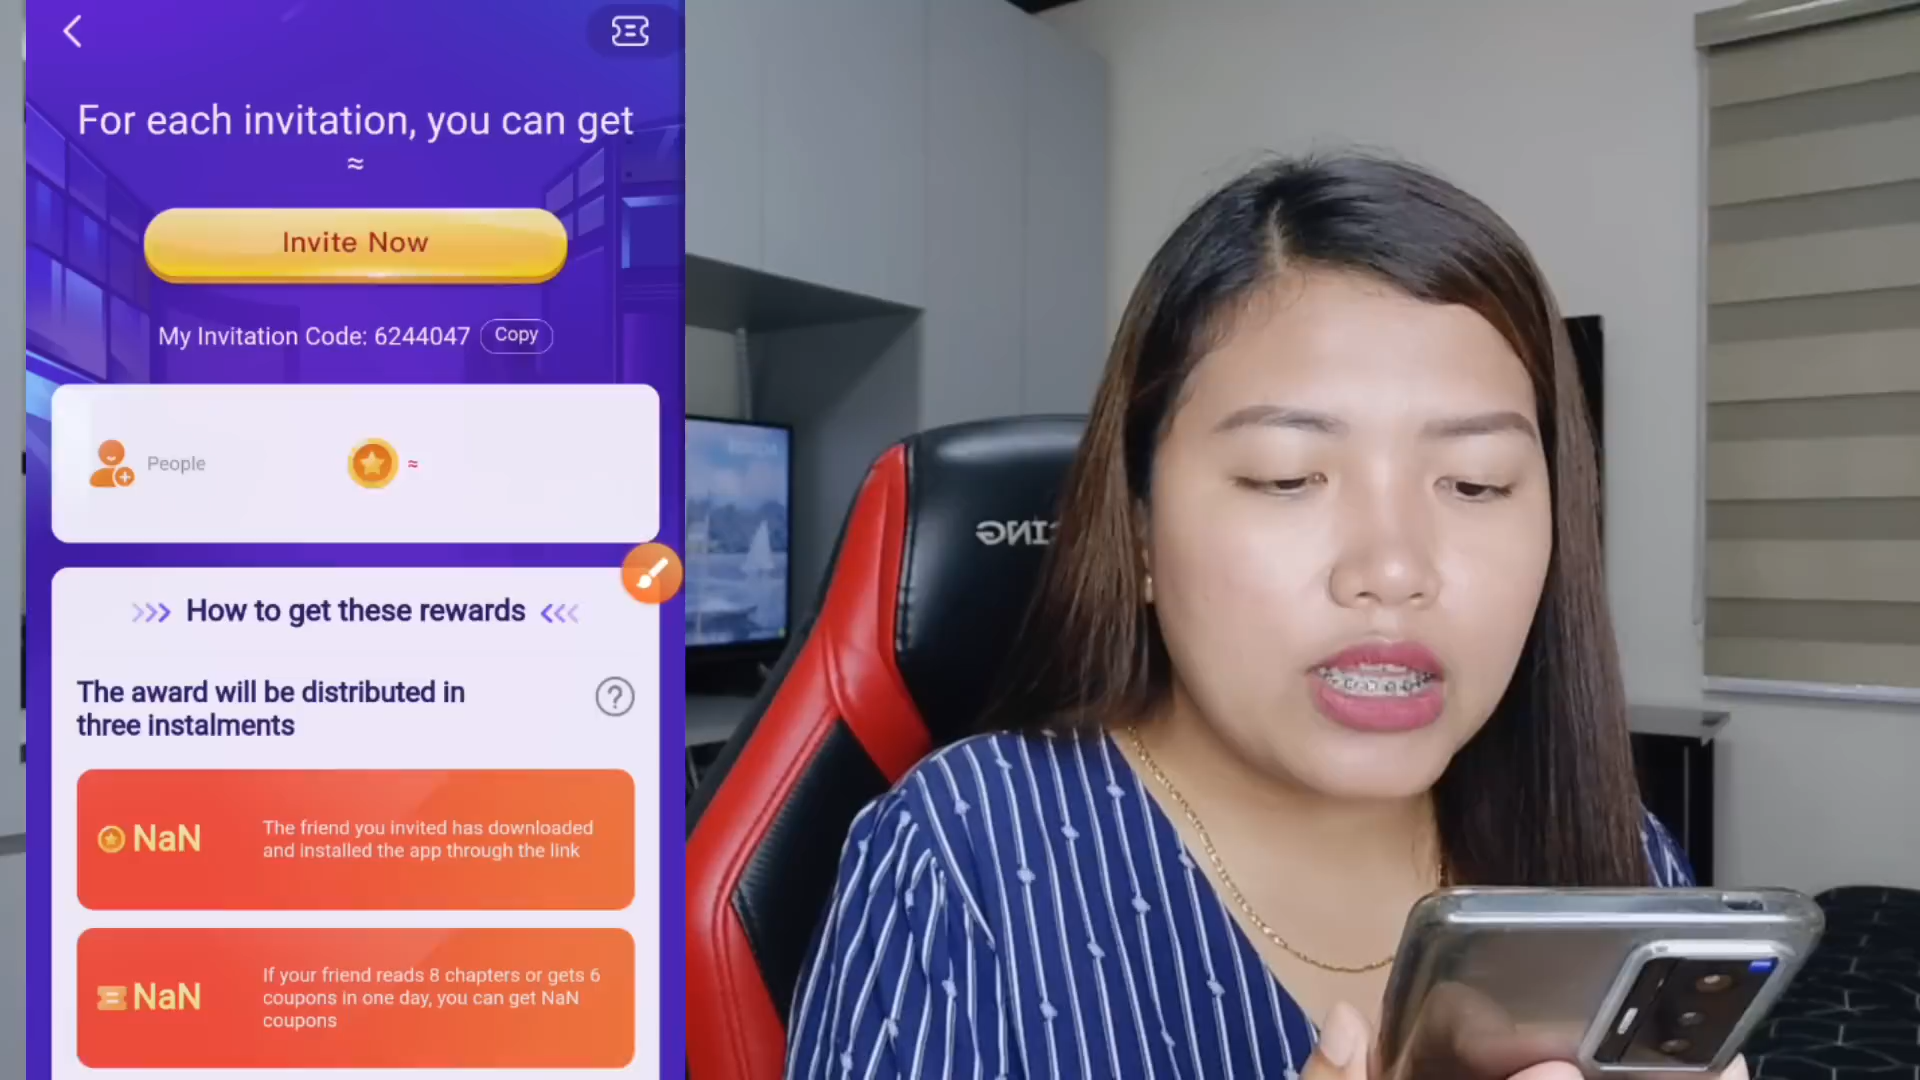 For each invitation, you can get
≈
Invite Now
My Invitation Code: 6244047 Copy
People ≈
>>> How to get these rewards <<<
The award will be distributed in
three instalments
NaN
The friend you invited has downloaded
and installed the app through the link
NaN
If your friend reads 8 chapters or gets 6
coupons in one day, you can get NaN
coupons